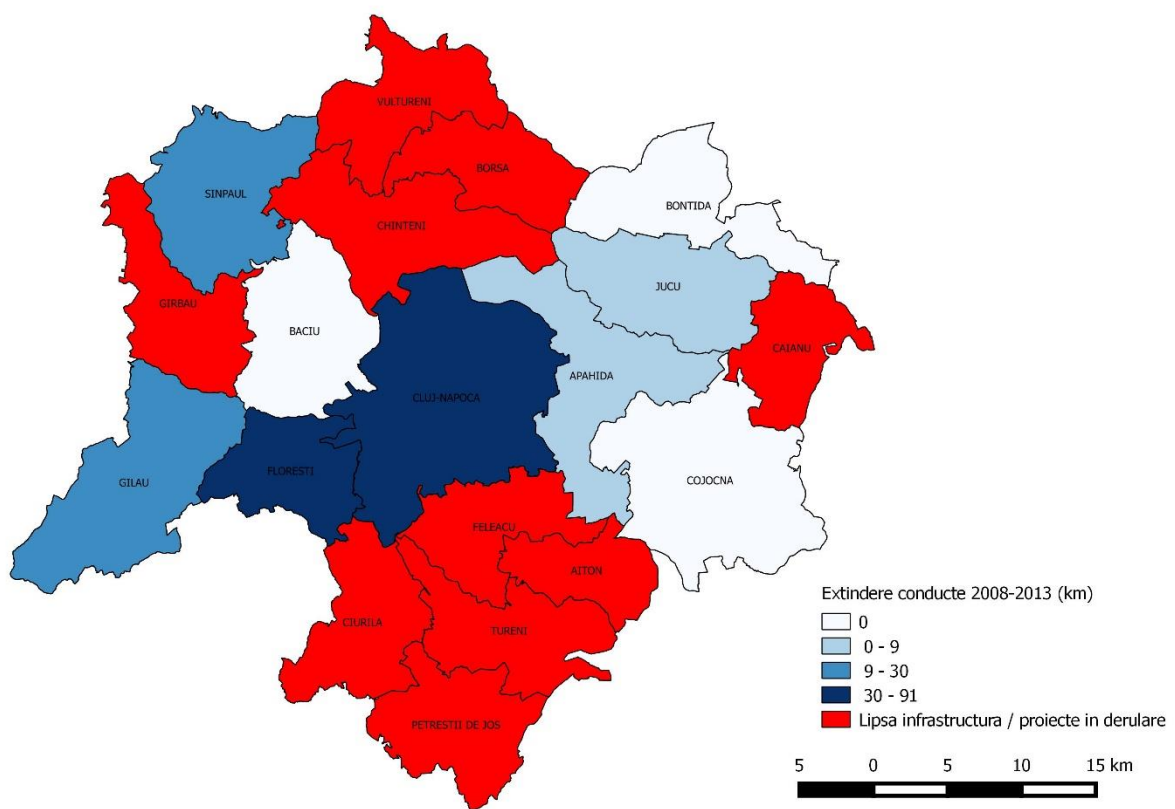 VULTURENI
BORSA
SINPAUL
BONTIDA
CHINTENI
JUCU
GIRBAU
BACIU
CAIANU
APAHIDA
CLUJ-NAPOCA
FLORESTI
GILAU
COJOCNA
FELEACU
AITON
CIURILA
TURENI
PETRESTII DE JOS
Extindere conducte 2008-2013 (km)
0
0 - 9
9 - 30
30 - 91
Lipsa infrastructura / proiecte in derulare
5 0 5 10 15 km